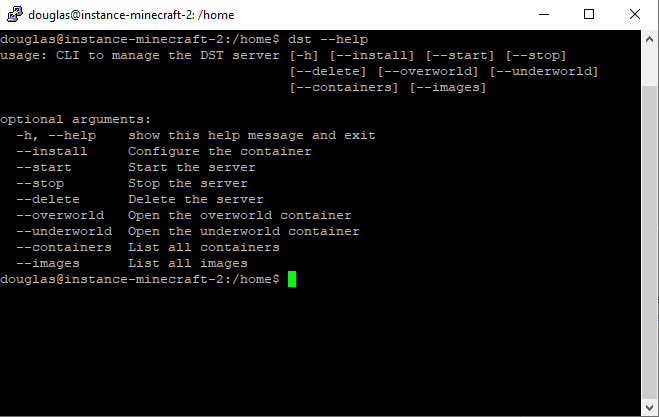 douglas@instance-minecraft-2: /home
douglas@instance-minecraft-2:/home$ dst --help
usage: CLI to manage the DST server [-h] [--install] [--start] [--stop]
                                    [--delete] [--overworld] [--underworld]
                                    [--containers] [--images]

optional arguments:
  -h, --help    show this help message and exit
  --install     Configure the container
  --start       Start the server
  --stop        Stop the server
  --delete      Delete the server
  --overworld   Open the overworld container
  --underworld  Open the underworld container
  --containers  List all containers
  --images      List all images
douglas@instance-minecraft-2:/home$